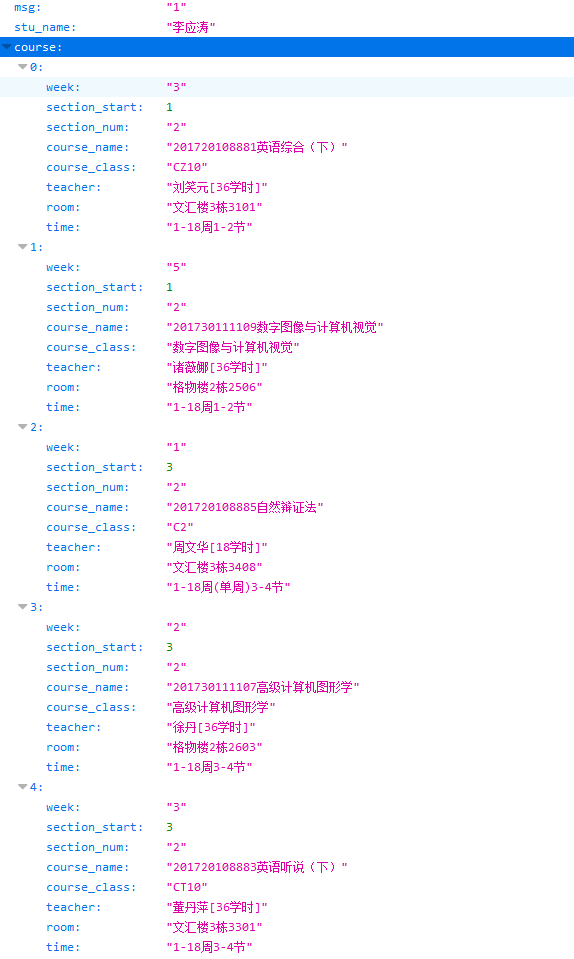 msg: "1"
stu_name: "李应涛"
course:
0:
week: "3"
section_start: 1
section_num: "2"
course_name: "201720108881英语综合（下）"
course_class: "CZ10"
teacher: "刘笑元[36学时]"
room: "文汇楼3栋3101"
time: "1-18周1-2节"
1:
week: "5"
section_start: 1
section_num: "2"
course_name: "201730111109数字图像与计算机视觉"
course_class: "数字图像与计算机视觉"
teacher: "诸薇娜[36学时]"
room: "格物楼2栋2506"
time: "1-18周1-2节"
2:
week: "1"
section_start: 3
section_num: "2"
course_name: "201720108885自然辩证法"
course_class: "C2"
teacher: "周文华[18学时]"
room: "文汇楼3栋3408"
time: "1-18周(单周)3-4节"
3:
week: "2"
section_start: 3
section_num: "2"
course_name: "201730111107高级计算机图形学"
course_class: "高级计算机图形学"
teacher: "徐丹[36学时]"
room: "格物楼2栋2603"
time: "1-18周3-4节"
4:
week: "3"
section_start: 3
section_num: "2"
course_name: "201720108883英语听说（下）"
course_class: "CT10"
teacher: "董丹萍[36学时]"
room: "文汇楼3栋3301"
time: "1-18周3-4节"